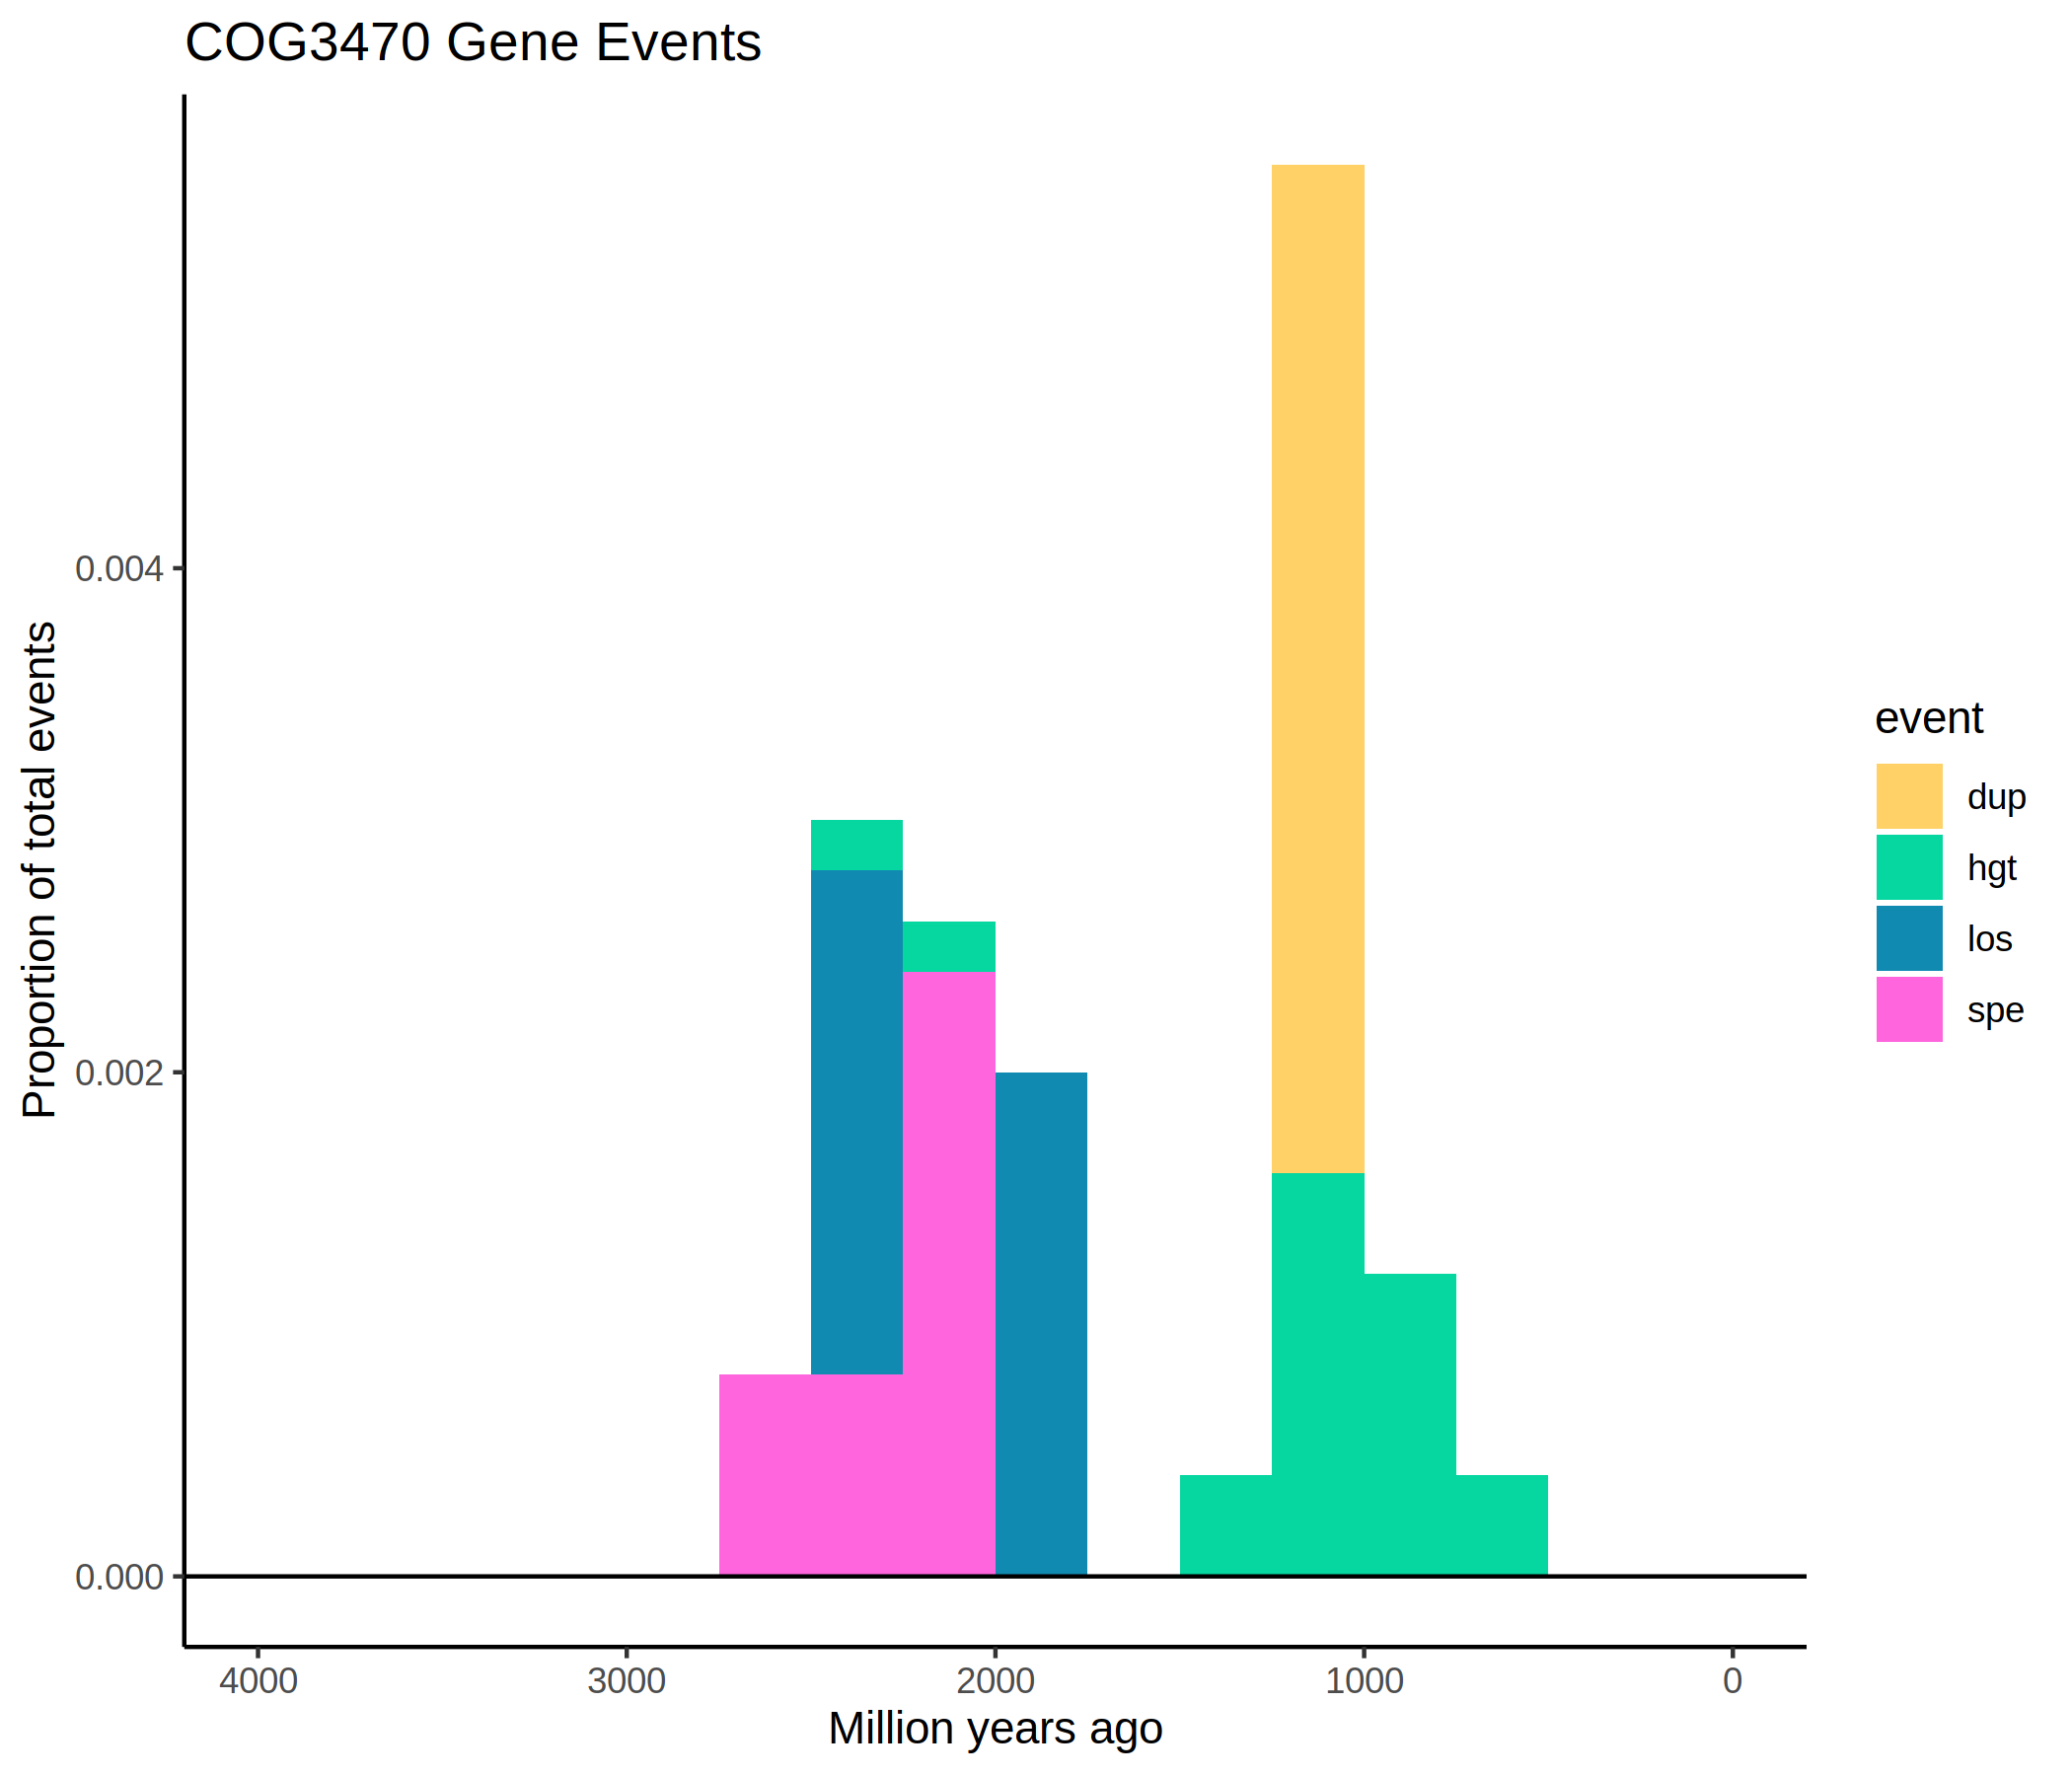 COG3470 Gene Events
Proportion of total events
0.004
0.002
0.000
4000 3000 2000 1000 0
Million years ago
event
dup
hgt
los
spe